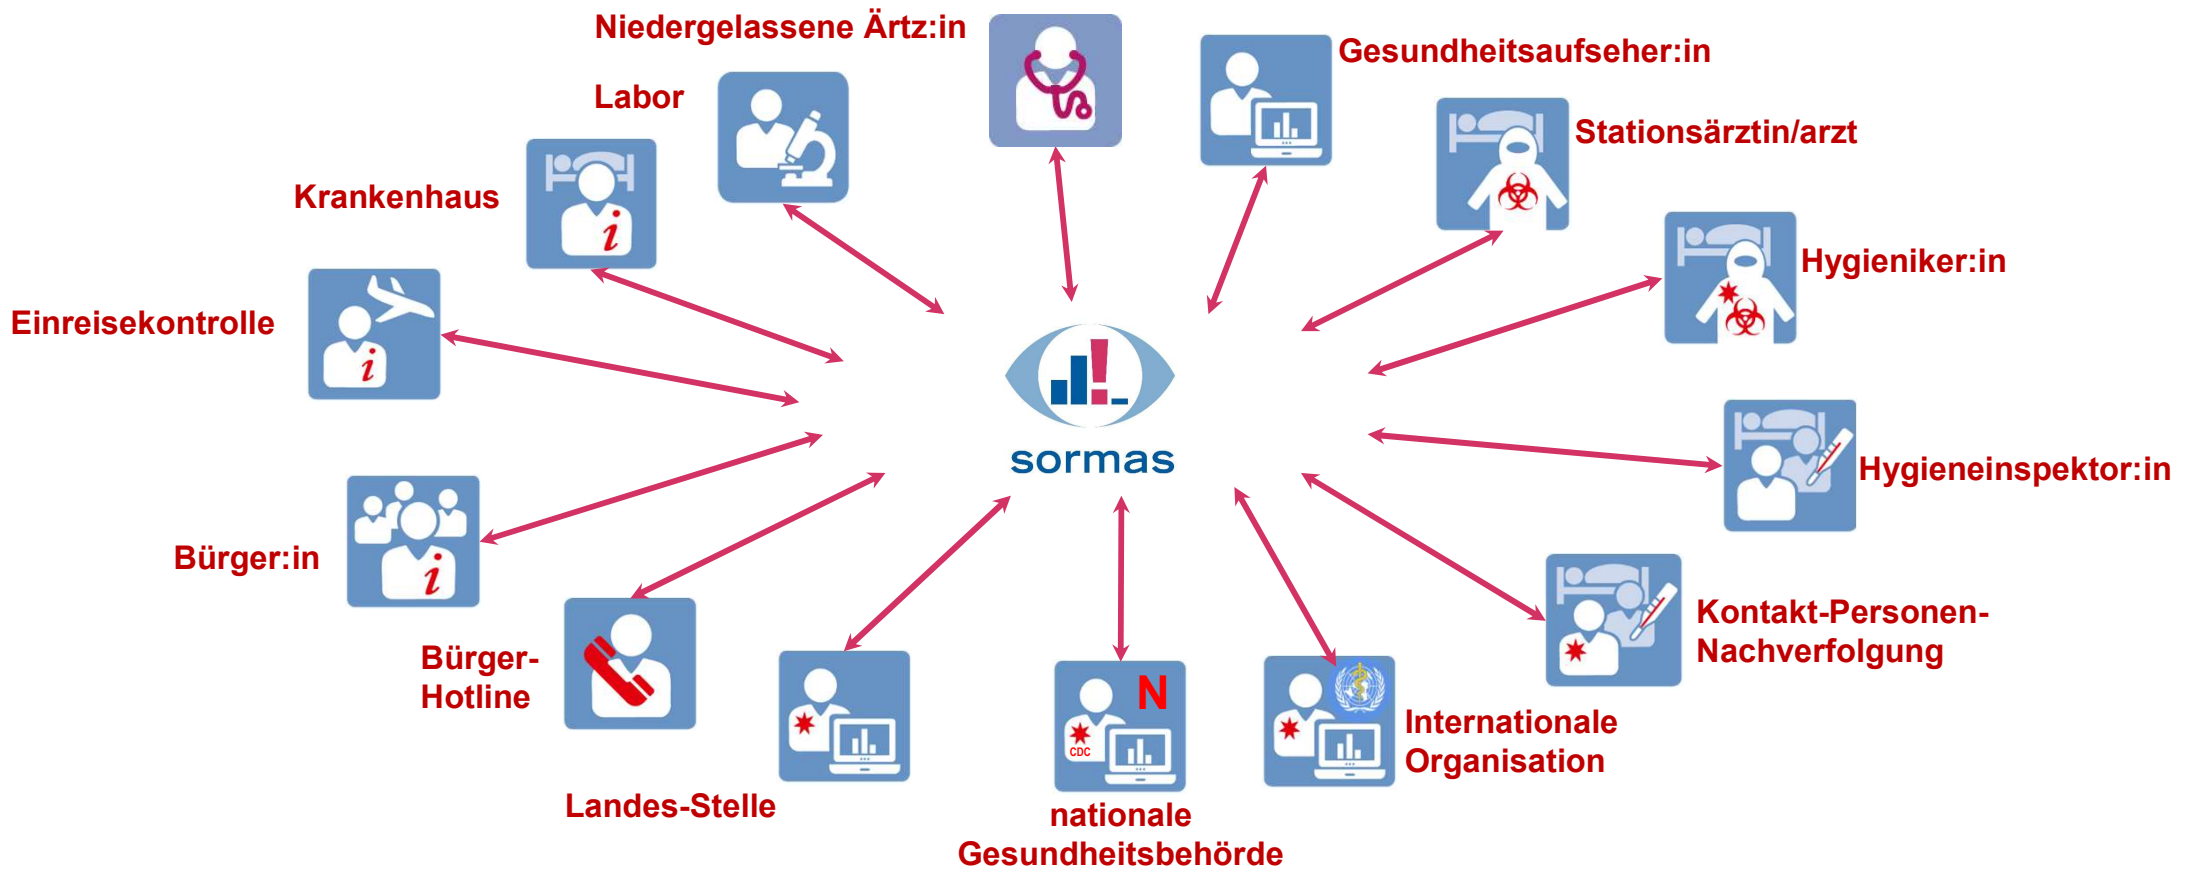 Niedergelassene Ärtz:in
Gesundheitsaufseher:in
Labor
Stationsärztin/arzt
Krankenhaus
Hygieniker:in
Einreisekontrolle
sormas
Hygieneinspektor:in
Bürger:in
Kontakt-Personen-
Nachverfolgung
Bürger-
Hotline
N
CDC
Internationale
Organisation
Landes-Stelle
nationale
Gesundheitsbehörde
i
i
i